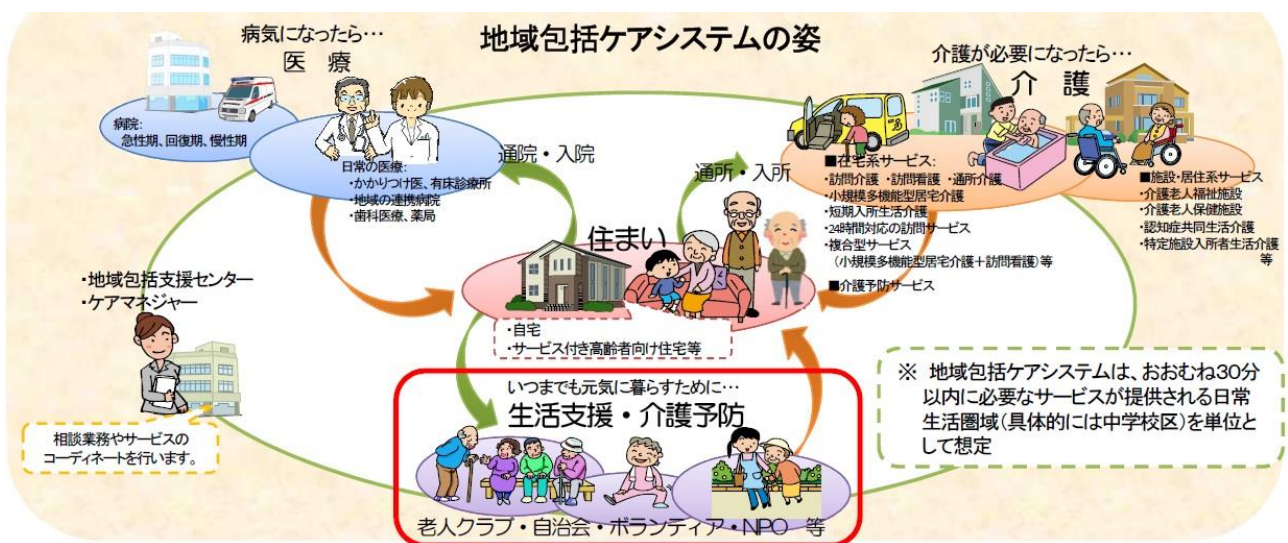 地域包括ケアシステムの姿
病気になったら…
医 療
病院:
急性期、回復期、慢性期
日常の医療:
・かかりつけ医、有床診療所
・地域の連携病院
・歯科医療、薬局
通院・入院
介護が必要になったら…
介 護
通所・入所
■在宅系サービス:
・訪問介護 ・訪問看護 ・通所介護
・小規模多機能型居宅介護
・短期入所生活介護
・24時間対応の訪問サービス
・複合型サービス
(小規模多機能型居宅介護+訪問看護)等
■介護予防サービス
■施設・居住系サービス
・介護老人福祉施設
・介護老人保健施設
・認知症共同生活介護
・特定施設入所者生活介護
等
住まい
・自宅
・サービス付き高齢者向け住宅等
・地域包括支援センター
・ケアマネジャー
相談業務やサービスの
コーディネートを行います。
いつまでも元気に暮らすために…
生活支援・介護予防
老人クラブ・自治会・ボランティア・NPO 等
※ 地域包括ケアシステムは、おおむね30分
以内に必要なサービスが提供される日常
生活圏域(具体的には中学校区)を単位と
して想定